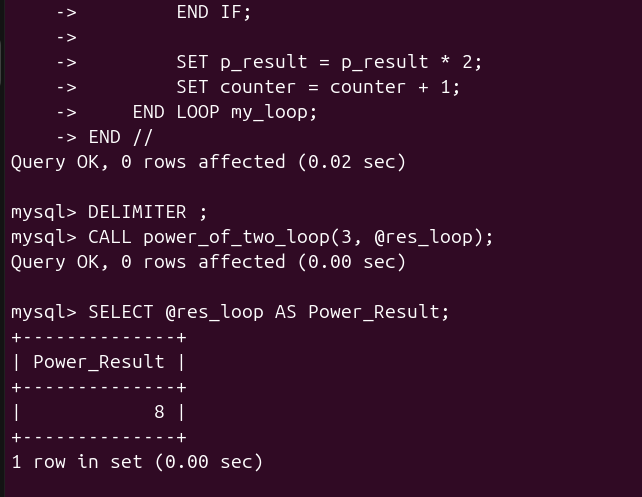 ->         END IF;
    ->
    ->         SET p_result = p_result * 2;
    ->         SET counter = counter + 1;
    ->     END LOOP my_loop;
    -> END //
Query OK, 0 rows affected (0.02 sec)

mysql> DELIMITER ;
mysql> CALL power_of_two_loop(3, @res_loop);
Query OK, 0 rows affected (0.00 sec)

mysql> SELECT @res_loop AS Power_Result;
+--------------+
| Power_Result |
+--------------+
|            8 |
+--------------+
1 row in set (0.00 sec)